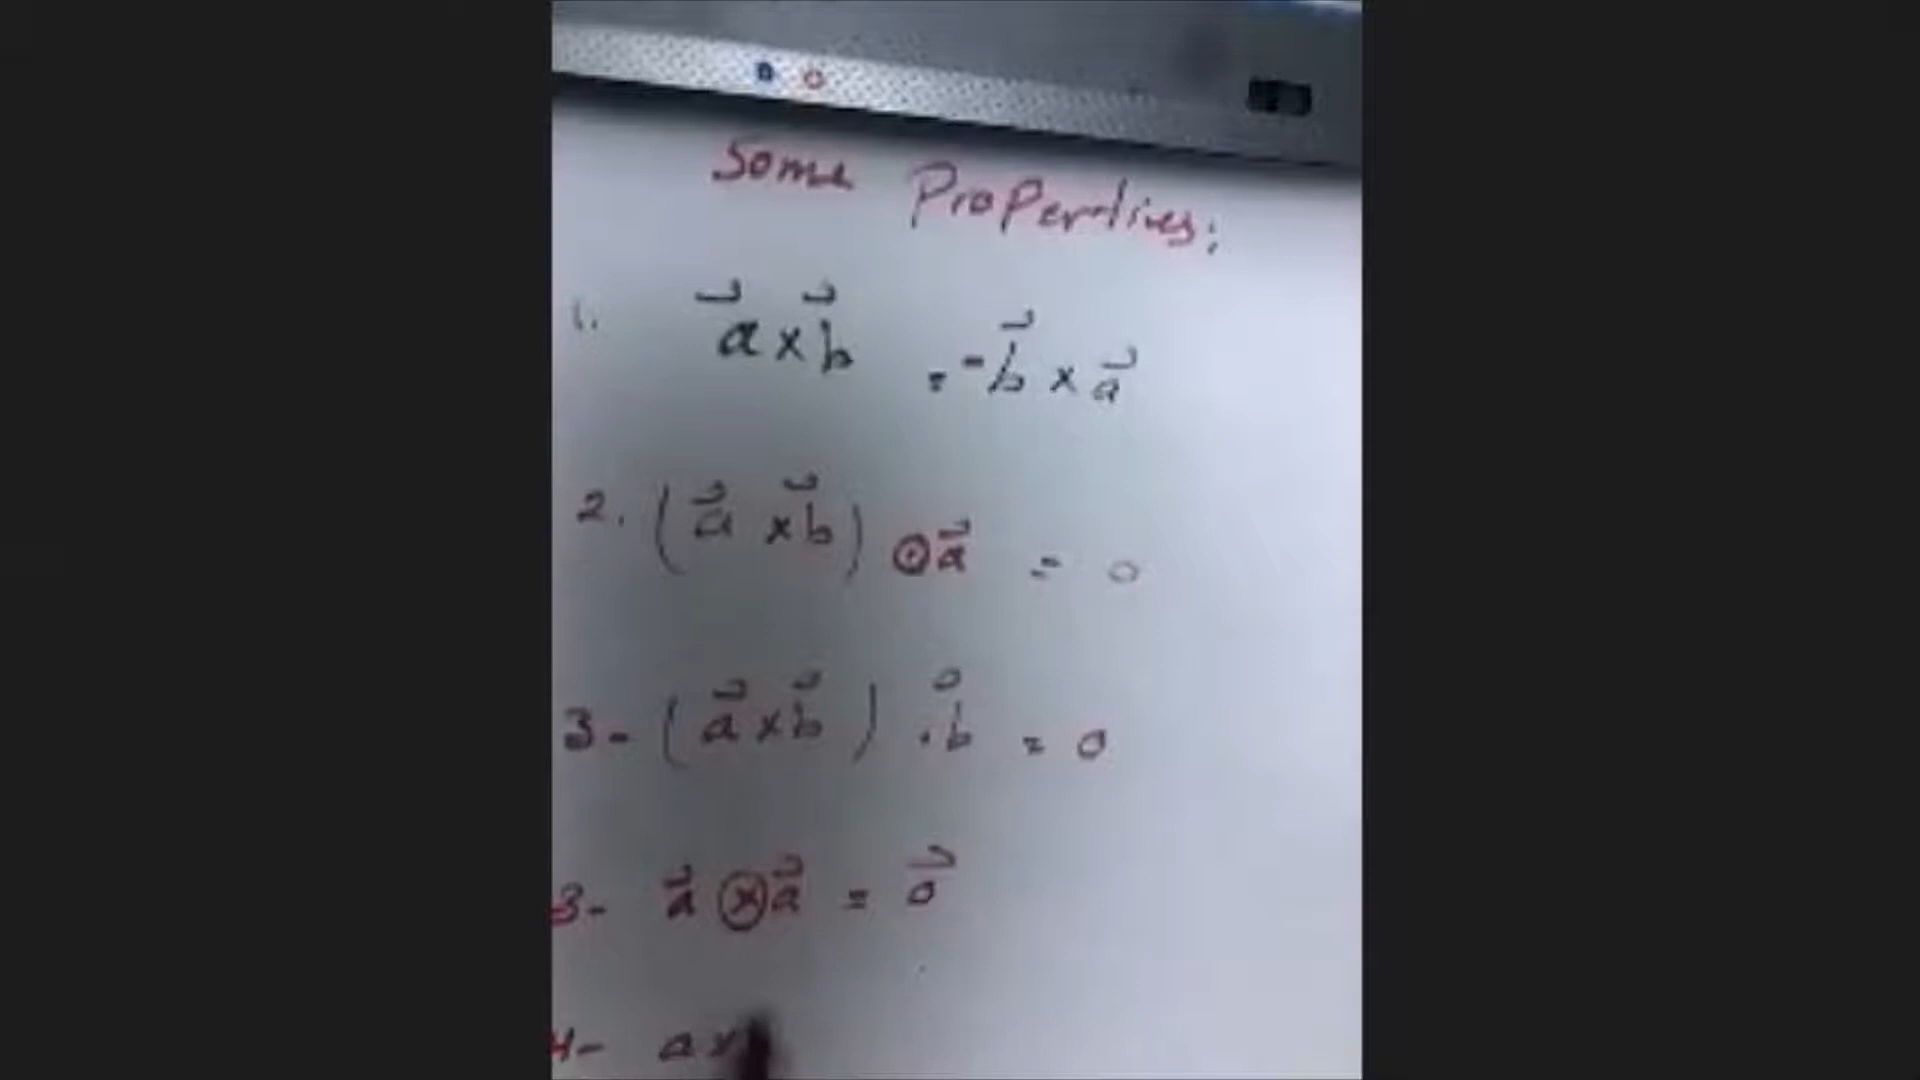 Some Properties:
1. a⃗ × b⃗ = -b⃗ × a⃗
2. (a⃗ × b⃗) ⊙ a⃗ = 0
3- (a⃗ × b⃗) . b⃗ = 0
3- a⃗ ⊗ a⃗ = 0⃗
4- a ×